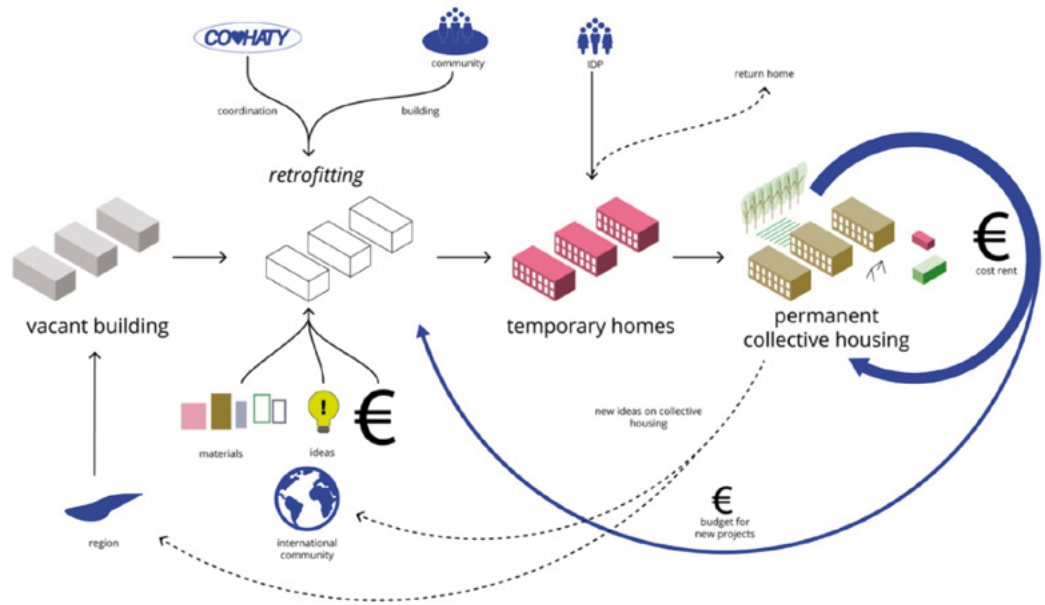 CO♥HATY
community
IDP
return home
coordination
building
retrofitting
€
cost rent
vacant building
temporary homes
permanent
collective housing
!
€
materials
ideas
new ideas on collective
housing
€
budget for
new projects
region
international
community